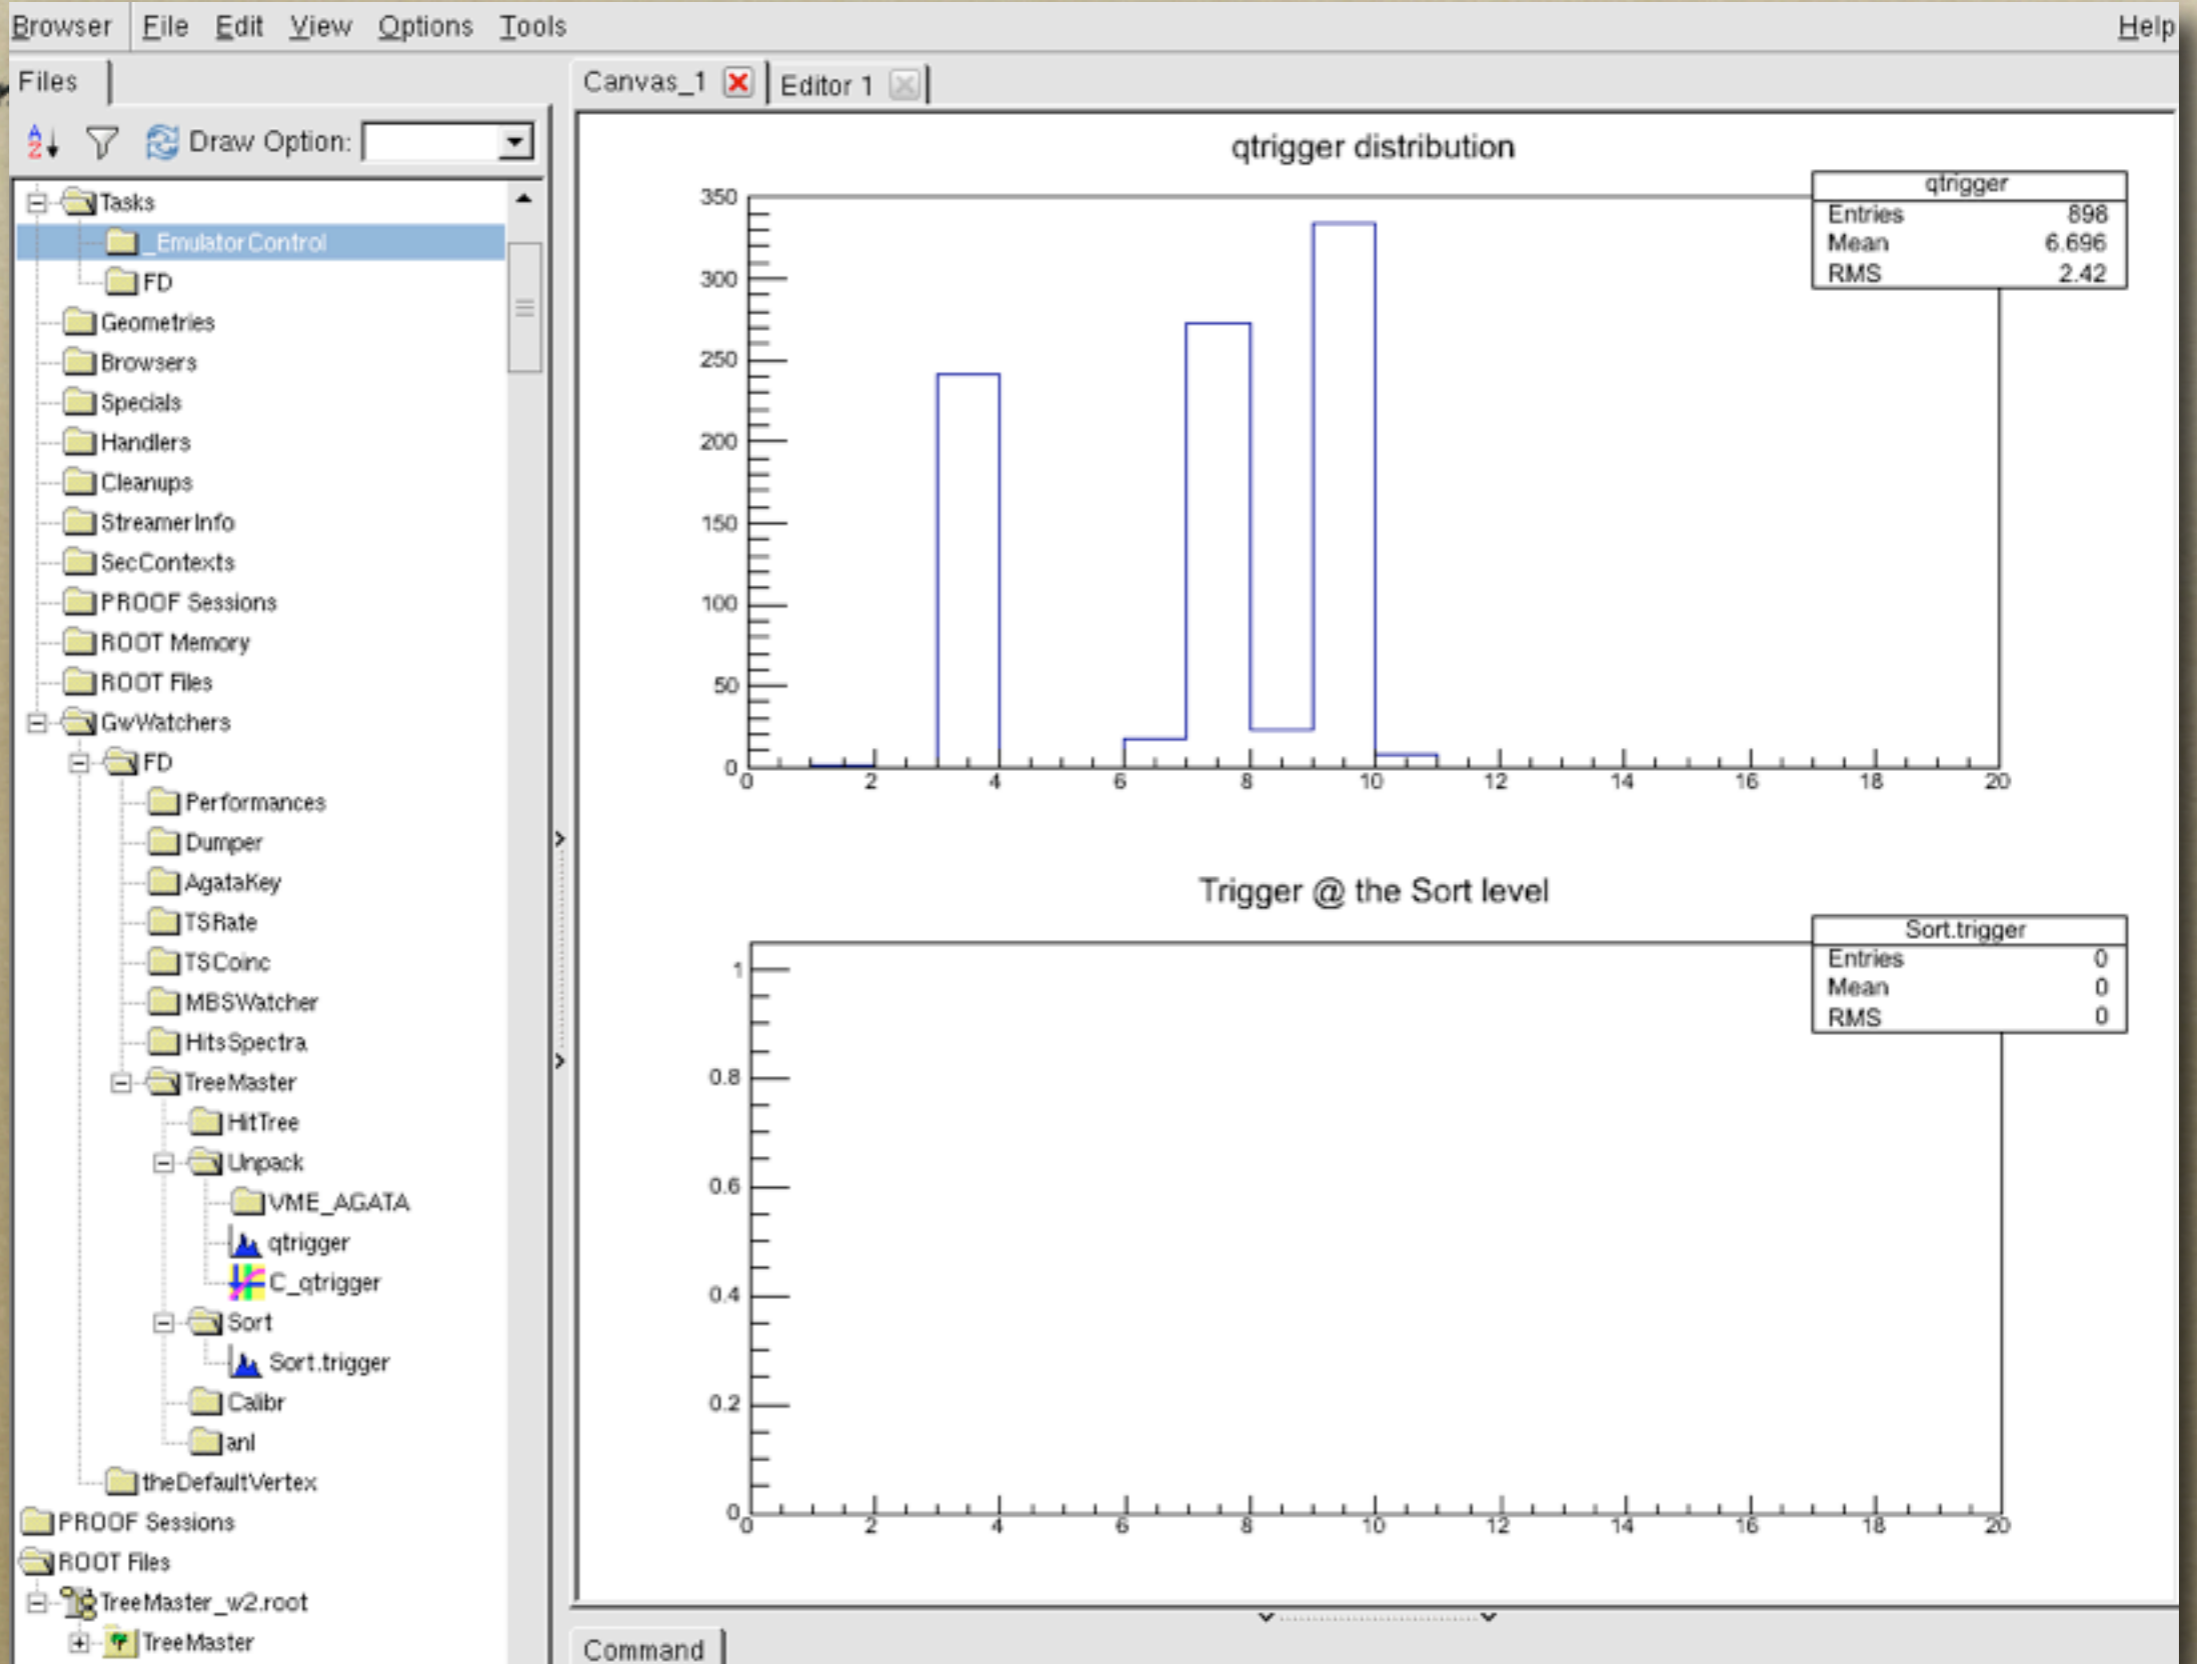 Browser File Edit View Options Tools Help
Files
Draw Option:
Tasks
_EmulatorControl
FD
Geometries
Browsers
Specials
Handlers
Cleanups
StreamerInfo
SecContexts
PROOF Sessions
ROOT Memory
ROOT Files
GwWatchers
FD
Performances
Dumper
AgataKey
TSRate
TSCoinc
MBSWatcher
HitsSpectra
TreeMaster
HitTree
Unpack
VME_AGATA
qtrigger
C_qtrigger
Sort
Sort.trigger
Calibr
anl
theDefaultVertex
PROOF Sessions
ROOT Files
TreeMaster_w2.root
TreeMaster
Canvas_1 Editor 1
qtrigger distribution
qtrigger
Entries 898
Mean 6.696
RMS 2.42
350
300
250
200
150
100
50
0
0 2 4 6 8 10 12 14 16 18 20
Trigger @ the Sort level
Sort.trigger
Entries 0
Mean 0
RMS 0
1
0.8
0.6
0.4
0.2
0
0 2 4 6 8 10 12 14 16 18 20
Command